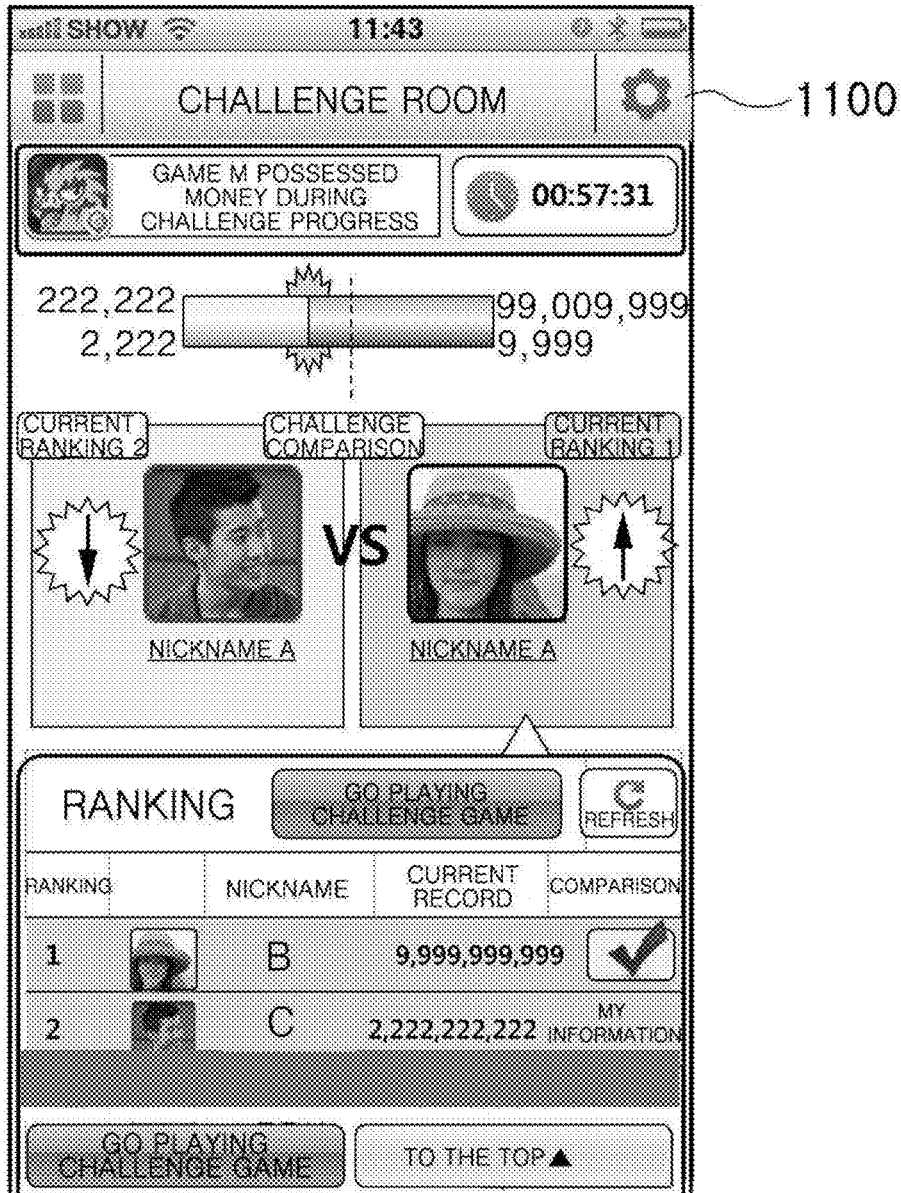 SHOW 11:43
CHALLENGE ROOM
1100
GAME M POSSESSED
MONEY DURING
CHALLENGE PROGRESS
00:57:31
222,222 99,009,999
2,222 9,999
CURRENT
RANKING 2
CHALLENGE
COMPARISON
CURRENT
RANKING 1
VS
NICKNAME A
NICKNAME A
RANKING
GO PLAYING
CHALLENGE GAME
REFRESH
RANKING NICKNAME CURRENT
RECORD COMPARISON
1 B 9,999,999,999
2 C 2,222,222,222 MY
INFORMATION
GO PLAYING
CHALLENGE GAME
TO THE TOP▲